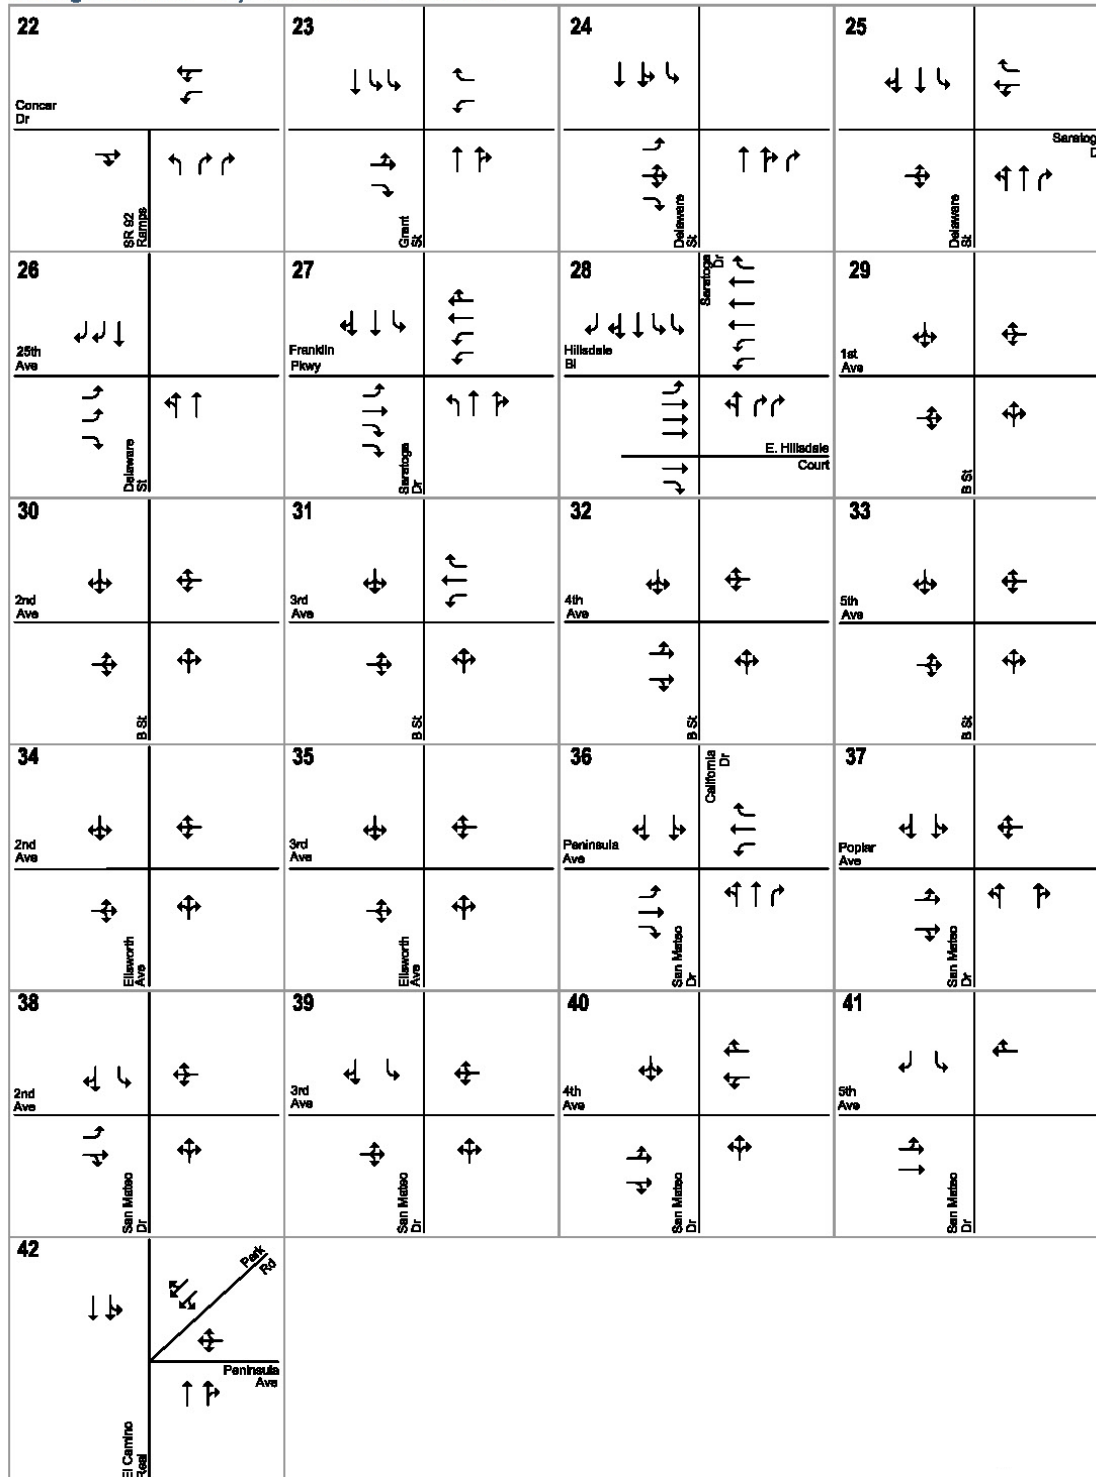 22
Concar
Dr
SR 92
Ramps
23
Grant
St
24
Delaware
St
25
Delaware
St
26
25th
Ave
Delaware
St
27
Franklin
Pkwy
Saratoga
Dr
28
Saratoga
Dr
Hillsdale
Bl
E. Hillsdale
Court
29
1st
Ave
B St
30
2nd
Ave
B St
31
3rd
Ave
B St
32
4th
Ave
B St
33
5th
Ave
B St
34
2nd
Ave
Ellsworth
Ave
35
3rd
Ave
Ellsworth
Ave
36
California
Dr
Peninsula
Ave
San Mateo
Dr
37
Poplar
Ave
San Mateo
Dr
38
2nd
Ave
San Mateo
Dr
39
3rd
Ave
San Mateo
Dr
40
4th
Ave
San Mateo
Dr
41
5th
Ave
San Mateo
Dr
42
Park
Rd
Peninsula
Ave
El Camino
Real